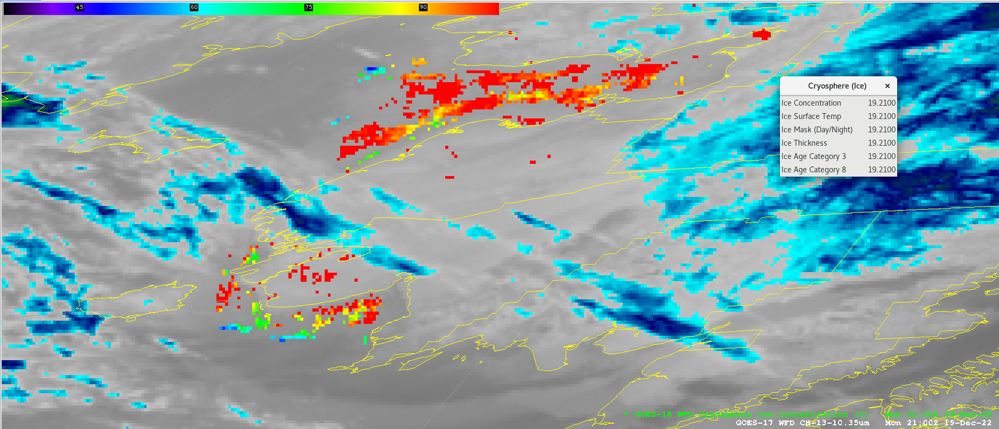 45 60 75 90
170W
Cryosphere (Ice) ×
Ice Concentration 19.2100
Ice Surface Temp 19.2100
Ice Mask (Day/Night) 19.2100
Ice Thickness 19.2100
Ice Age Category 3 19.2100
Ice Age Category 8 19.2100
* GOES-18 WFD Cryosphere Ice Concentration (%) Mon 21:00Z 19-Dec-22
GOES-17 WFD CH-13-10.35um Mon 21:00Z 19-Dec-22